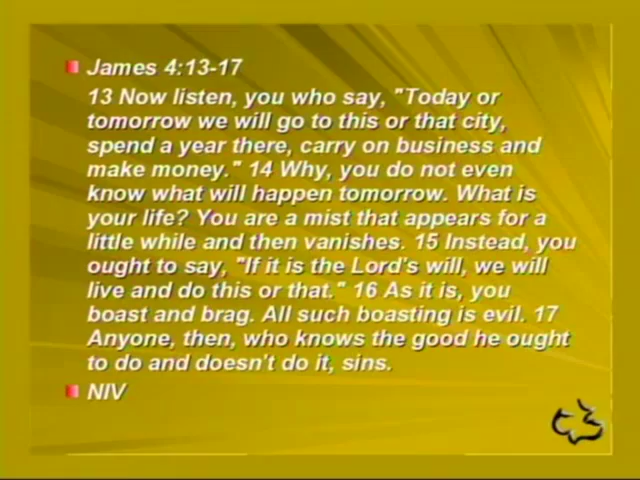 James 4:13-17
13 Now listen, you who say, "Today or
tomorrow we will go to this or that city,
spend a year there, carry on business and
make money." 14 Why, you do not even
know what will happen tomorrow. What is
your life? You are a mist that appears for a
little while and then vanishes. 15 Instead, you
ought to say, "If it is the Lord's will, we will
live and do this or that." 16 As it is, you
boast and brag. All such boasting is evil. 17
Anyone, then, who knows the good he ought
to do and doesn't do it, sins.
NIV